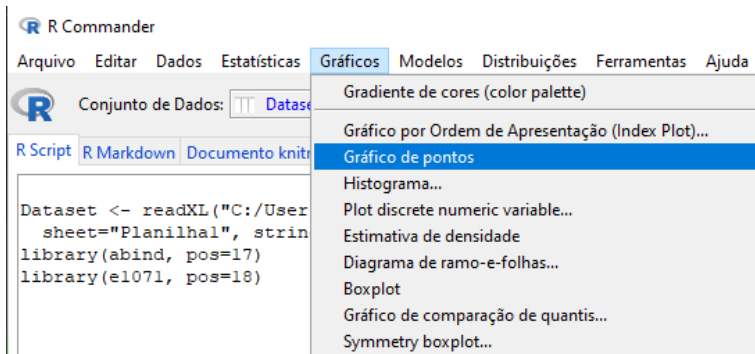 R R Commander
Arquivo Editar Dados Estatísticas Gráficos Modelos Distribuições Ferramentas Ajuda
R Conjunto de Dados: Datase
R Script R Markdown Documento knitr
Gradiente de cores (color palette)
Gráfico por Ordem de Apresentação (Index Plot)...
Gráfico de pontos
Histograma...
Plot discrete numeric variable...
Estimativa de densidade
Diagrama de ramo-e-folhas...
Boxplot
Gráfico de comparação de quantis...
Symmetry boxplot...
Dataset <- readXL("C:/User
sheet="Planilha1", strin
library(abind, pos=17)
library(e1071, pos=18)